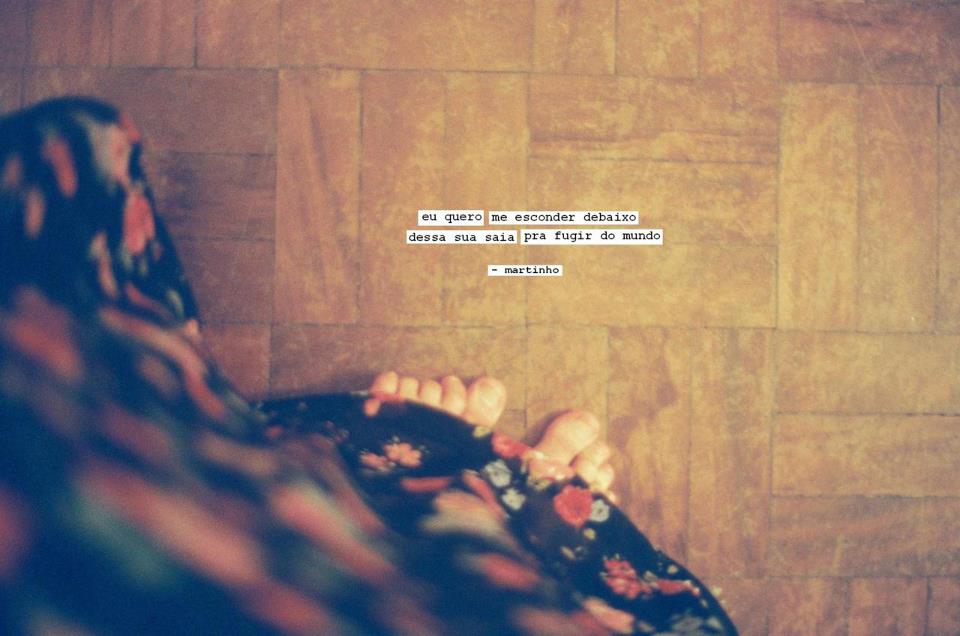 eu quero me esconder debaixo
dessa sua saia pra fugir do mundo
- martinho